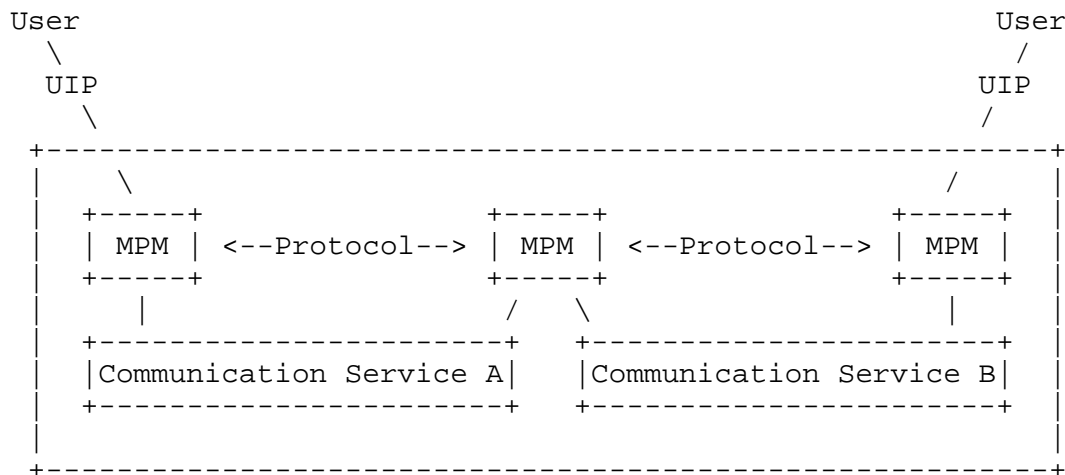 User User
UIP UIP
MPM <--Protocol--> MPM <--Protocol--> MPM
Communication Service A Communication Service B